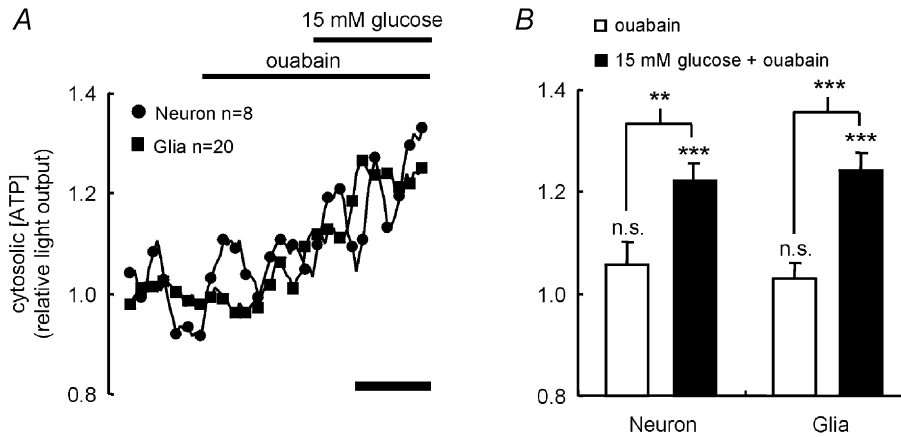 A
15 mM glucose
ouabain
Neuron n=8
Glia n=20
cytosolic [ATP]
(relative light output)
1.4
1.2
1.0
0.8
B
ouabain
15 mM glucose + ouabain
1.4
1.2
1.0
0.8
**
***
***
***
n.s.
n.s.
Neuron
Glia